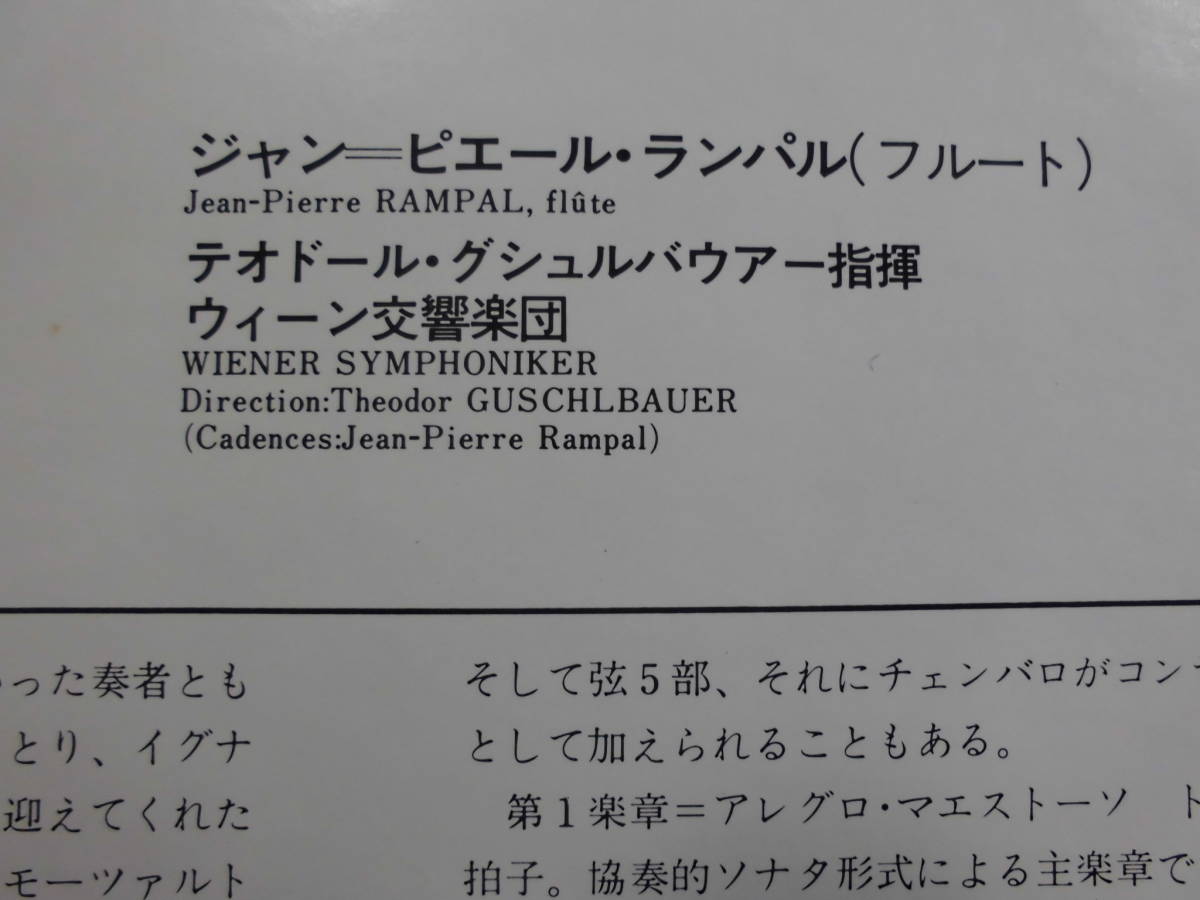 ジャン＝ピエール・ランパル(フルート)
Jean-Pierre RAMPAL, flûte
テオドール・グシュルバウアー指揮
ウィーン交響楽団
WIENER SYMPHONIKER
Direction:Theodor GUSCHLBAUER
(Cadences:Jean-Pierre Rampal)
った奏者とも
とり、イグナ
迎えてくれた
モーツァルト
そして弦5部、それにチェンバロがコン
として加えられることもある。
第1楽章＝アレグロ・マエストーソ ト
拍子。協奏的ソナタ形式による主楽章で